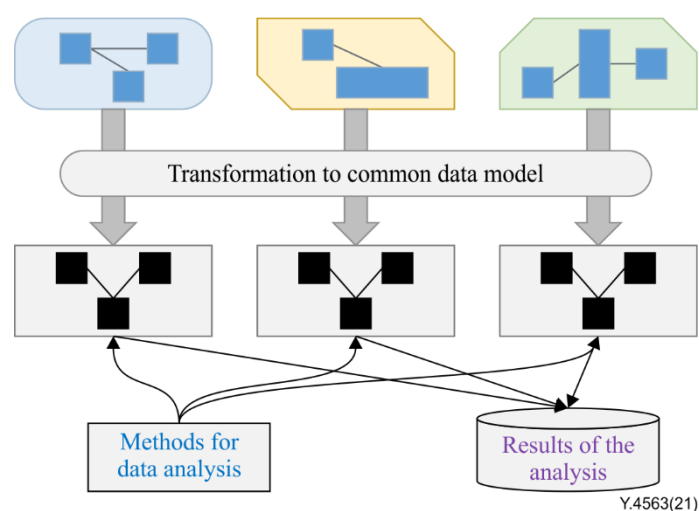 Transformation to common data model
Methods for
data analysis
Results of the
analysis
Y.4563(21)